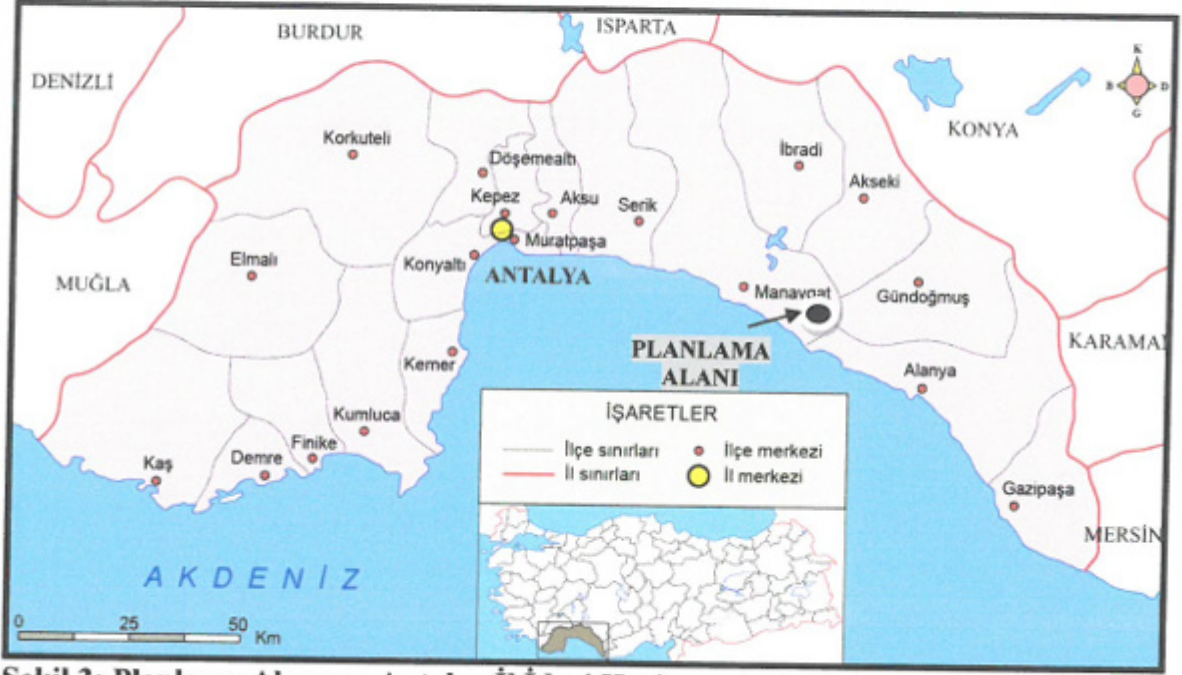 BURDUR
ISPARTA
DENİZLİ
KONYA
K
B
D
G
Korkuteli
Döşemealtı
İbradi
Akseki
Kepez
Aksu
Serik
Muratpaşa
Elmalı
Konyaltı
ANTALYA
MUĞLA
Manavgat
Gündoğmuş
PLANLAMA
ALANI
KARAMA
Kemer
Alanya
Kumluca
Finike
Demre
Kaş
Gazipaşa
MERSİN
İŞARETLER
İlçe sınırları
İlçe merkezi
İl sınırları
İl merkezi
AKDENİZ
0 25 50
Km